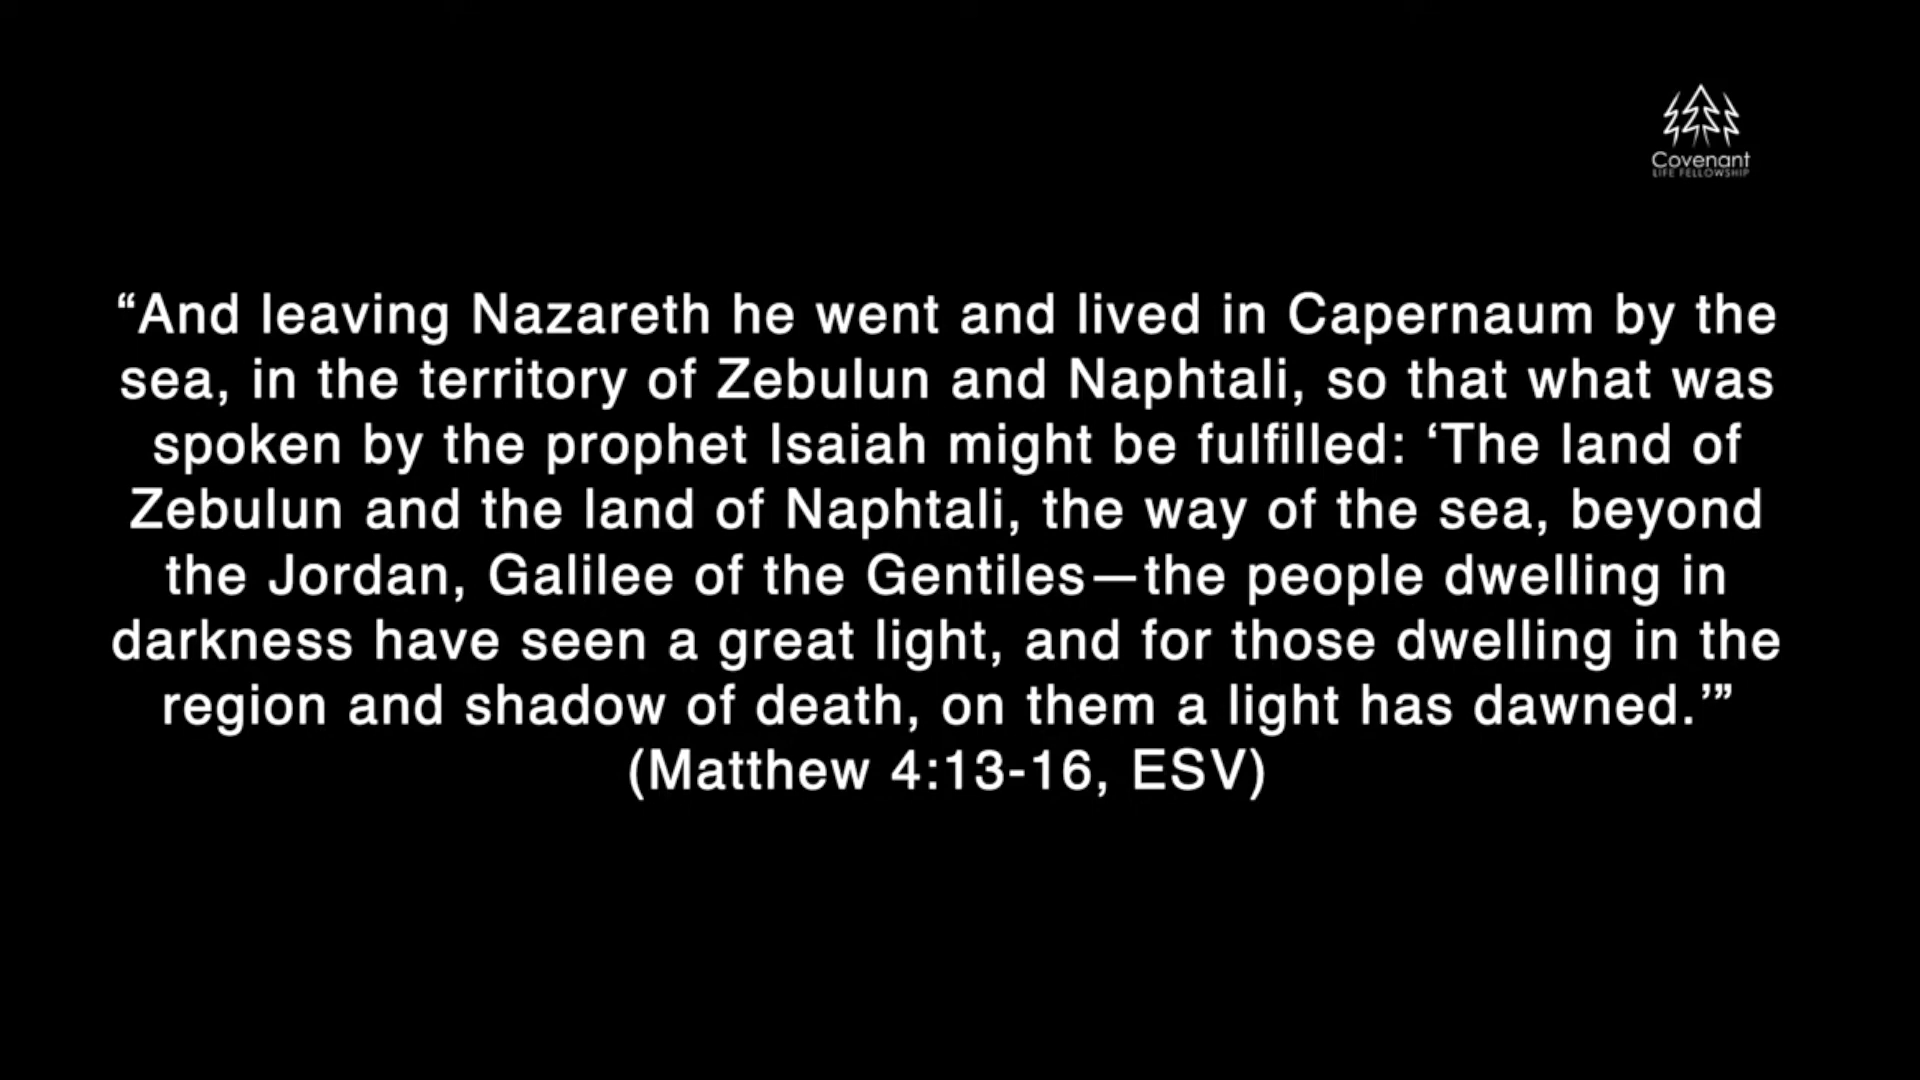 Covenant
LIFE FELLOWSHIP
“And leaving Nazareth he went and lived in Capernaum by the
sea, in the territory of Zebulun and Naphtali, so that what was
spoken by the prophet Isaiah might be fulfilled: ‘The land of
Zebulun and the land of Naphtali, the way of the sea, beyond
the Jordan, Galilee of the Gentiles—the people dwelling in
darkness have seen a great light, and for those dwelling in the
region and shadow of death, on them a light has dawned.’”
(Matthew 4:13-16, ESV)